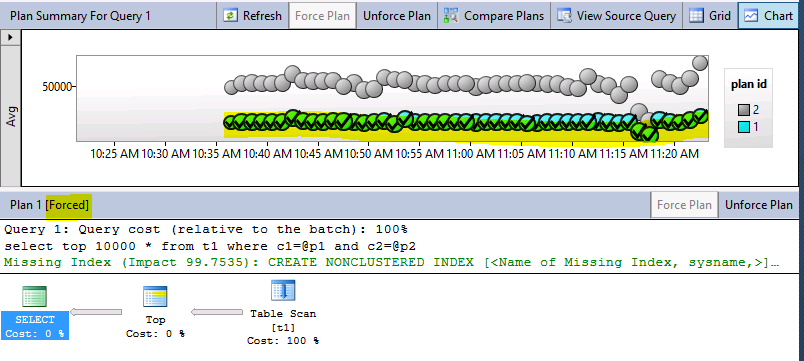 Plan Summary For Query 1 Refresh Force Plan Unforce Plan Compare Plans View Source Query Grid Chart
Avg
50000
10:25 AM 10:30 AM 10:35 AM 10:40 AM 10:45 AM 10:50 AM 10:55 AM 11:00 AM 11:05 AM 11:10 AM 11:15 AM 11:20 AM
plan id
2
1
Plan 1 [Forced] Force Plan Unforce Plan
Query 1: Query cost (relative to the batch): 100%
select top 10000 * from t1 where c1=@p1 and c2=@p2
Missing Index (Impact 99.7535): CREATE NONCLUSTERED INDEX [<Name of Missing Index, sysname,>]…
SELECT
Cost: 0 %
Top
Cost: 0 %
Table Scan
[t1]
Cost: 100 %